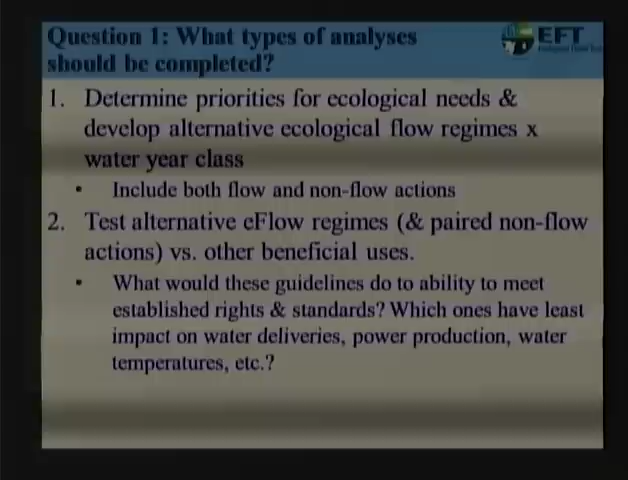 Question 1: What types of analyses
should be completed?
EFT
1. Determine priorities for ecological needs &
develop alternative ecological flow regimes x
water year class
• Include both flow and non-flow actions
2. Test alternative eFlow regimes (& paired non-flow
actions) vs. other beneficial uses.
• What would these guidelines do to ability to meet
established rights & standards? Which ones have least
impact on water deliveries, power production, water
temperatures, etc.?